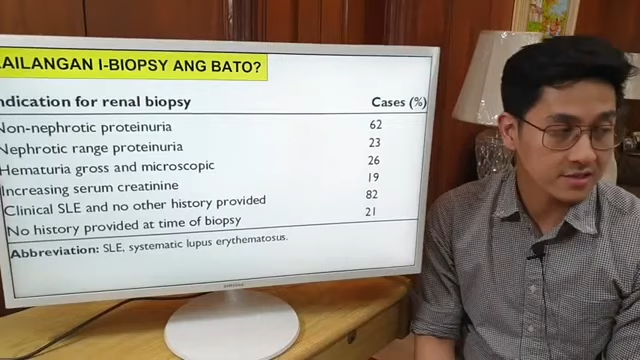 AILANGAN I-BIOPSY ANG BATO?
ndication for renal biopsy Cases (%)
Non-nephrotic proteinuria 62
Nephrotic range proteinuria 23
Hematuria gross and microscopic 26
Increasing serum creatinine 19
Clinical SLE and no other history provided 82
No history provided at time of biopsy 21
Abbreviation: SLE, systemic lupus erythematosus.
SAMSUNG